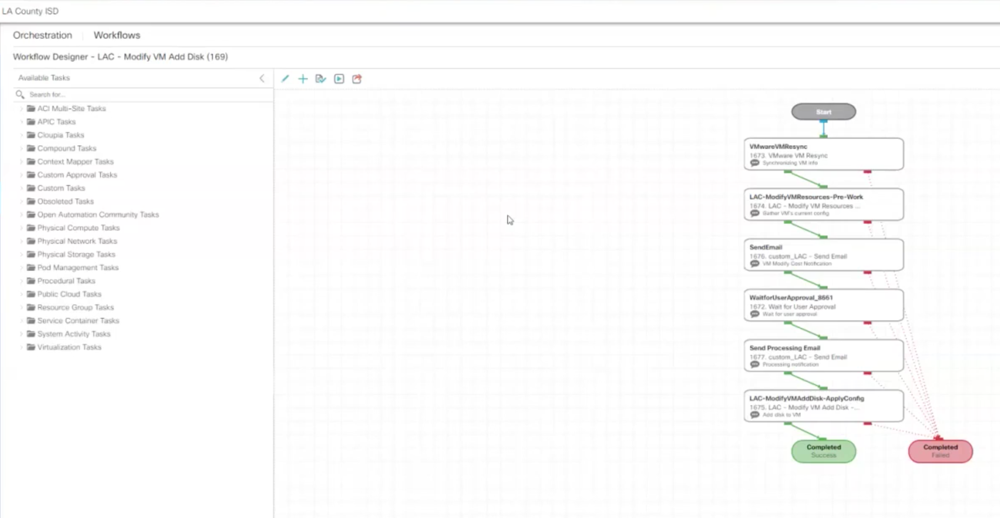 LA County ISD
Orchestration
Workflows
Workflow Designer - LAC - Modify VM Add Disk (169)
Available Tasks
Search for...
ACI Multi-Site Tasks
APIC Tasks
Cloupia Tasks
Compound Tasks
Context Mapper Tasks
Custom Approval Tasks
Custom Tasks
Obsoleted Tasks
Open Automation Community Tasks
Physical Compute Tasks
Physical Network Tasks
Physical Storage Tasks
Pod Management Tasks
Procedural Tasks
Public Cloud Tasks
Resource Group Tasks
Service Container Tasks
System Activity Tasks
Virtualization Tasks
Start
VMwareVMResync
1673. VMware VM Resync
Synchronizing VM info
LAC-ModifyVMResources-Pre-Work
1674. LAC - Modify VM Resources ...
Gather VM's current config
SendEmail
1676. custom_LAC - Send Email
VM Modify Cost Notification
WaitforUserApproval_8661
1672. Wait for User Approval
Wait for user approval
Send Processing Email
1677. custom_LAC - Send Email
Processing notification
LAC-ModifyVMAddDisk-ApplyConfig
1675. LAC - Modify VM Add Disk -...
Add disk to VM
Completed
Success
Completed
Failed